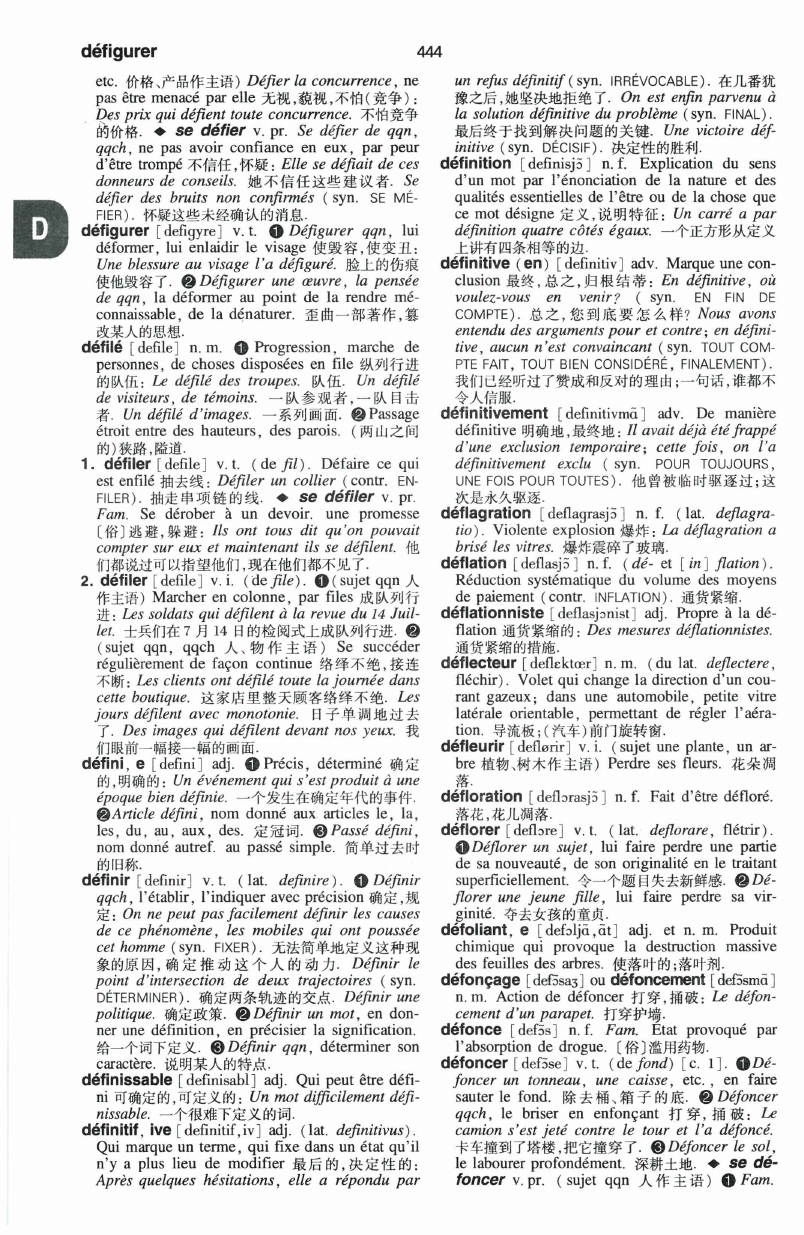 défigurer
444
etc. 价格、产品作主语) Défier la concurrence, ne
pas être menacé par elle 无视,藐视,不怕(竞争):
Des prix qui défient toute concurrence. 不怕竞争
的价格. ◆ se défier v. pr. Se défier de qqn,
qqch, ne pas avoir confiance en eux, par peur
d'être trompé 不信任,怀疑: Elle se défiait de ces
donneurs de conseils. 她不信任这些建议者. Se
défier des bruits non confirmés (syn. SE MÉ-
FIER). 怀疑这些未经确认的消息.
défigurer [defigyre] v. t. ❶ Défigurer qqn, lui
déformer, lui enlaidir le visage 使毁容,使变丑:
Une blessure au visage l'a défiguré. 脸上的伤痕
使他毁容了. ❷ Défigurer une œuvre, la pensée
de qqn, la déformer au point de la rendre mé-
connaissable, de la dénaturer. 歪曲一部著作,篡
改某人的思想.
défilé [defile] n. m. ❶ Progression, marche de
personnes, de choses disposées en file 纵列行进
的队伍: Le défilé des troupes. 队伍. Un défilé
de visiteurs, de témoins. 一队参观者,一队目击
者. Un défilé d'images. 一系列画面. ❷ Passage
étroit entre des hauteurs, des parois. (两山之间
的)狭路,隘道.
1. défiler [defile] v. t. (de fil). Défaire ce qui
est enfilé 抽去线: Défiler un collier (contr. EN-
FILER). 抽走串项链的线. ◆ se défiler v. pr.
Fam. Se dérober à un devoir. une promesse
〔俗〕逃避,躲避: Ils ont tous dit qu'on pouvait
compter sur eux et maintenant ils se défilent. 他
们都说过可以指望他们,现在他们都不见了.
2. défiler [defile] v. i. (de file). ❶ (sujet qqn 人
作主语) Marcher en colonne, par files 成队列行
进: Les soldats qui défilent à la revue du 14 Juil-
let. 士兵们在 7 月 14 日的检阅式上成队列行进. ❷
(sujet qqn, qqch 人、物作主语) Se succéder
régulièrement de façon continue 络绎不绝,接连
不断: Les clients ont défilé toute la journée dans
cette boutique. 这家店里整天顾客络绎不绝. Les
jours défilent avec monotonie. 日子单调地过去
了. Des images qui défilent devant nos yeux. 我
们眼前一幅接一幅的画面.
défini, e [defini] adj. ❶ Précis, déterminé 确定
的,明确的: Un événement qui s'est produit à une
époque bien définie. 一个发生在确定年代的事件.
❷ Article défini, nom donné aux articles le, la,
les, du, au, aux, des. 定冠词. ❸ Passé défini,
nom donné autref. au passé simple. 简单过去时
的旧称.
définir [definir] v. t. (lat. definire). ❶ Définir
qqch, l'établir, l'indiquer avec précision 确定,规
定: On ne peut pas facilement définir les causes
de ce phénomène, les mobiles qui ont poussée
cet homme (syn. FIXER). 无法简单地定义这种现
象的原因,确定推动这个人的动力. Définir le
point d'intersection de deux trajectoires (syn.
DÉTERMINER). 确定两条轨迹的交点. Définir une
politique. 确定政策. ❷ Définir un mot, en don-
ner une définition, en précisier la signification.
给一个词下定义. ❸ Définir qqn, déterminer son
caractère. 说明某人的特点.
définissable [definisabl] adj. Qui peut être défi-
ni 可确定的,可定义的: Un mot difficilement défi-
nissable. 一个很难下定义的词.
définitif, ive [definitif,iv] adj. (lat. definitivus).
Qui marque un terme, qui fixe dans un état qu'il
n'y a plus lieu de modifier 最后的,决定性的:
Après quelques hésitations, elle a répondu par
D
un refus définitif (syn. IRRÉVOCABLE). 在几番犹
豫之后,她坚决地拒绝了. On est enfin parvenu à
la solution définitive du problème (syn. FINAL).
最后终于找到解决问题的关键. Une victoire déf-
initive (syn. DÉCISIF). 决定性的胜利.
définition [definisjɔ̃] n. f. Explication du sens
d'un mot par l'énonciation de la nature et des
qualités essentielles de l'être ou de la chose que
ce mot désigne 定义,说明特征: Un carré a par
définition quatre côtés égaux. 一个正方形从定义
上讲有四条相等的边.
définitive (en) [definitiv] adv. Marque une con-
clusion 最终,总之,归根结蒂: En définitive, où
voulez-vous en venir? (syn. EN FIN DE
COMPTE). 总之,您到底要怎么样? Nous avons
entendu des arguments pour et contre; en défini-
tive, aucun n'est convaincant (syn. TOUT COM-
PTE FAIT, TOUT BIEN CONSIDÉRÉ, FINALEMENT).
我们已经听过了赞成和反对的理由;一句话,谁都不
令人信服.
définitivement [definitivmɑ̃] adv. De manière
définitive 明确地,最终地: Il avait déjà été frappé
d'une exclusion temporaire; cette fois, on l'a
définitivement exclu (syn. POUR TOUJOURS,
UNE FOIS POUR TOUTES). 他曾被临时驱逐过;这
次是永久驱逐.
déflagration [deflagrasjɔ̃] n. f. (lat. deflagra-
tio). Violente explosion 爆炸: La déflagration a
brisé les vitres. 爆炸震碎了玻璃.
déflation [deflasjɔ̃] n. f. (dé- et [in] flation).
Réduction systématique du volume des moyens
de paiement (contr. INFLATION). 通货紧缩.
déflationniste [deflasjɔnist] adj. Propre à la dé-
flation 通货紧缩的: Des mesures déflationnistes.
通货紧缩的措施.
déflecteur [deflɛktœr] n. m. (du lat. deflectere,
fléchir). Volet qui change la direction d'un cou-
rant gazeux; dans une automobile, petite vitre
latérale orientable, permettant de régler l'aéra-
tion. 导流板;(汽车)前门旋转窗.
défleurir [deflørir] v. i. (sujet une plante, un ar-
bre 植物、树木作主语) Perdre ses fleurs. 花朵凋
落.
défloration [deflɔrasjɔ̃] n. f. Fait d'être défloré.
落花,花儿凋落.
déflorer [deflɔre] v. t. (lat. deflorare, flétrir).
❶ Déflorer un sujet, lui faire perdre une partie
de sa nouveauté, de son originalité en le traitant
superficiellement. 令一个题目失去新鲜感. ❷ Dé-
florer une jeune fille, lui faire perdre sa vir-
ginité. 夺去女孩的童贞.
défoliant, e [defɔljɑ̃,ɑ̃t] adj. et n. m. Produit
chimique qui provoque la destruction massive
des feuilles des arbres. 使落叶的;落叶剂.
défonçage [defɔ̃saʒ] ou défoncement [defɔ̃smɑ̃]
n. m. Action de défoncer 打穿,捅破: Le défon-
cement d'un parapet. 打穿护墙.
défonce [defɔ̃s] n. f. Fam. État provoqué par
l'absorption de drogue. 〔俗〕滥用药物.
défoncer [defɔ̃se] v. t. (de fond) [c. 1]. ❶ Dé-
foncer un tonneau, une caisse, etc., en faire
sauter le fond. 除去桶、箱子的底. ❷ Défoncer
qqch, le briser en enfonçant 打穿,捅破: Le
camion s'est jeté contre le tour et l'a défoncé.
卡车撞到了塔楼,把它撞穿了. ❸ Défoncer le sol,
le labourer profondément. 深耕土地. ◆ se dé-
foncer v. pr. (sujet qqn 人作主语) ❶ Fam.